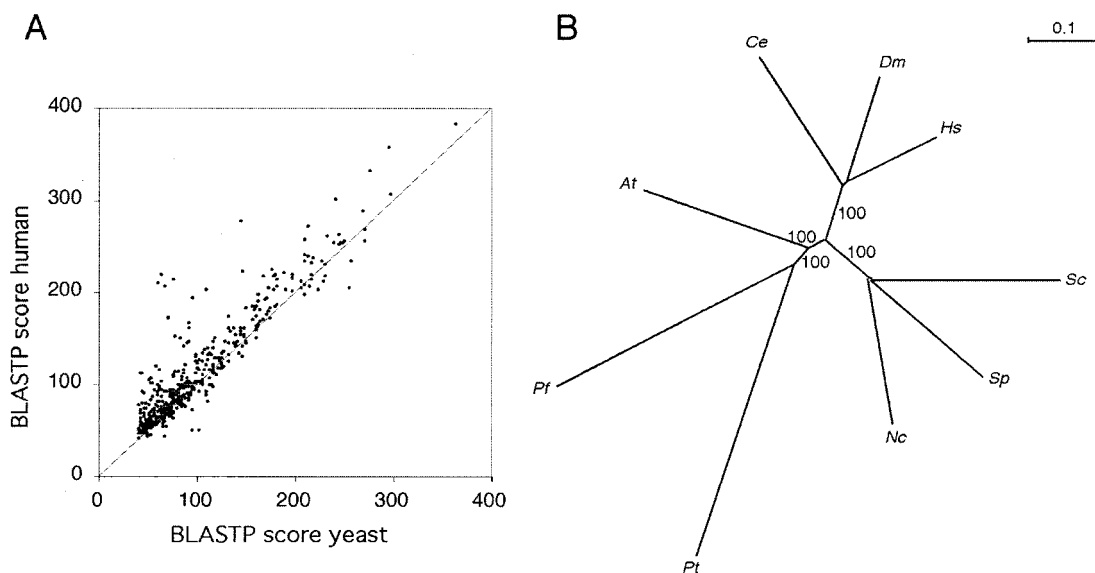 A
BLASTP score human
400
300
200
100
0
0 100 200 300 400
BLASTP score yeast
B
0.1
Ce
Dm
Hs
At
100
100
100
100
Sc
Sp
Nc
Pf
Pt